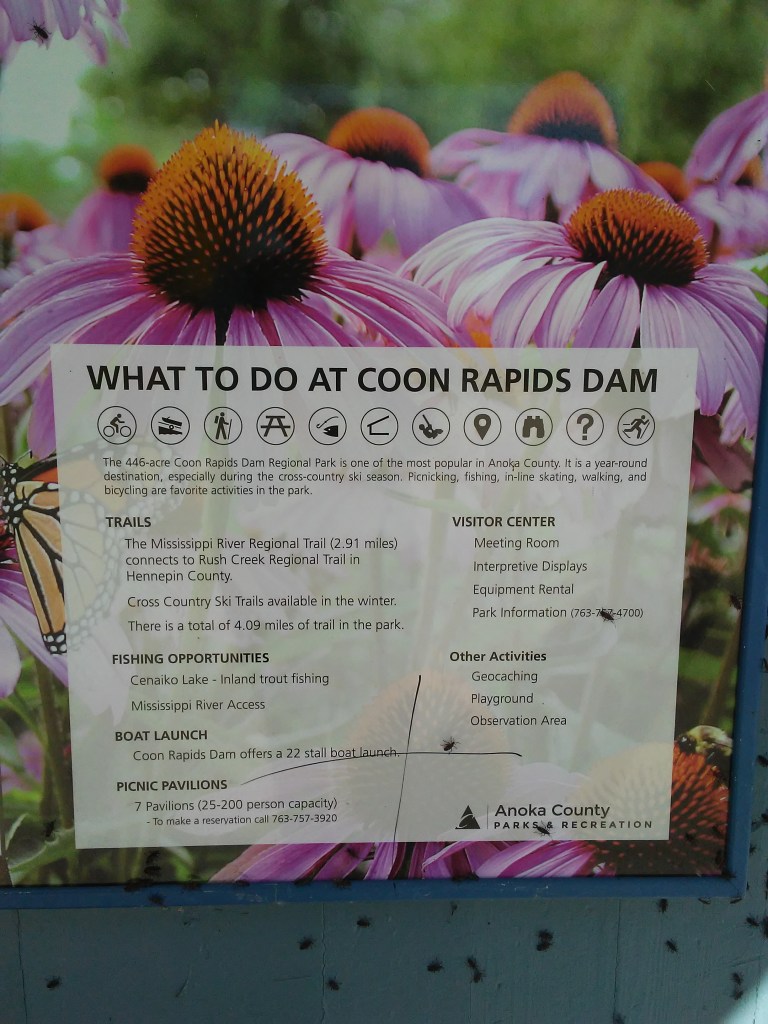 WHAT TO DO AT COON RAPIDS DAM
The 446-acre Coon Rapids Dam Regional Park is one of the most popular in Anoka County. It is a year-round
destination, especially during the cross-country ski season. Picnicking, fishing, in-line skating, walking, and
bicycling are favorite activities in the park.
TRAILS
The Mississippi River Regional Trail (2.91 miles)
connects to Rush Creek Regional Trail in
Hennepin County.
Cross Country Ski Trails available in the winter.
There is a total of 4.09 miles of trail in the park.
FISHING OPPORTUNITIES
Cenaiko Lake - Inland trout fishing
Mississippi River Access
BOAT LAUNCH
Coon Rapids Dam offers a 22 stall boat launch.
PICNIC PAVILIONS
7 Pavilions (25-200 person capacity)
- To make a reservation call 763-757-3920
VISITOR CENTER
Meeting Room
Interpretive Displays
Equipment Rental
Park Information (763-757-4700)
Other Activities
Geocaching
Playground
Observation Area
Anoka County
PARKS & RECREATION